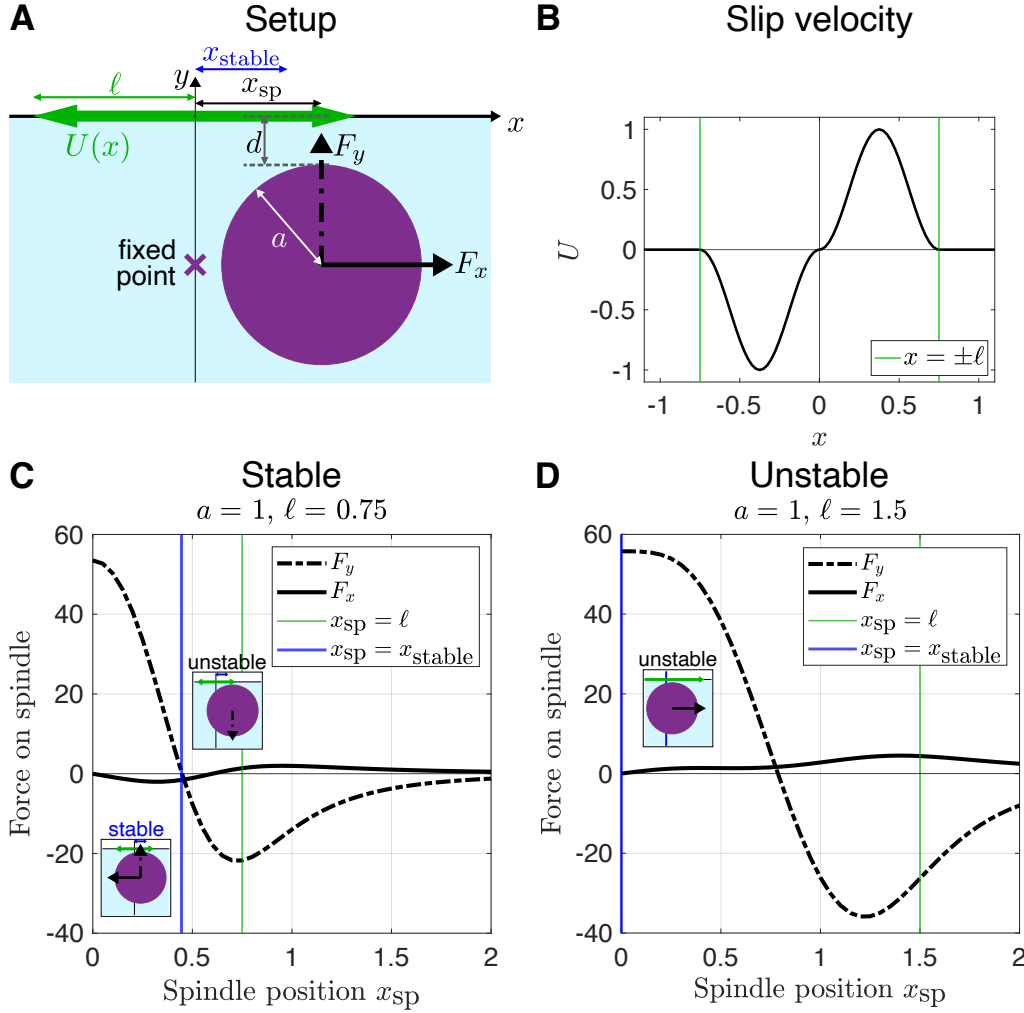 A
Setup
x_stable
y
x_sp
ℓ
x
U(x)
d
F_y
a
fixed
point
F_x
B
Slip velocity
1
0.5
0
-0.5
-1
U
x = ±ℓ
-1
-0.5
0
0.5
1
x
C
Stable
a = 1, ℓ = 0.75
60
40
20
0
-20
-40
Force on spindle
F_y
F_x
x_sp = ℓ
x_sp = x_stable
unstable
stable
0
0.5
1
1.5
2
Spindle position x_sp
D
Unstable
a = 1, ℓ = 1.5
60
40
20
0
-20
-40
Force on spindle
F_y
F_x
x_sp = ℓ
x_sp = x_stable
unstable
0
0.5
1
1.5
2
Spindle position x_sp